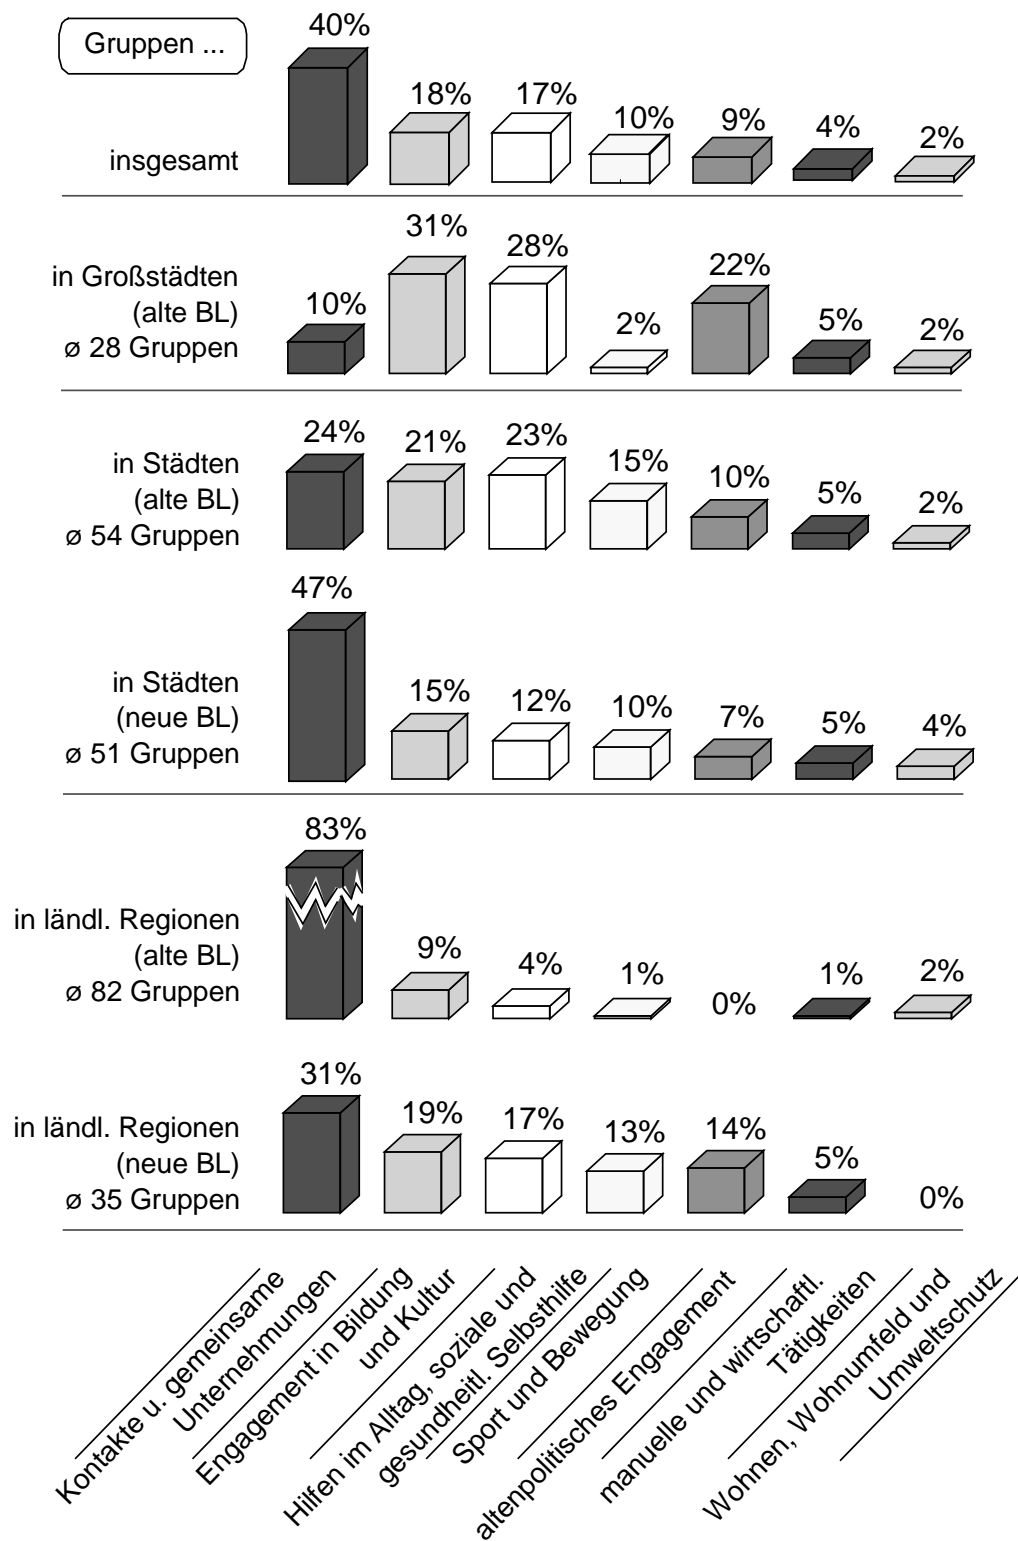 Gruppen ...
insgesamt
40%
18%
17%
10%
9%
4%
2%
in Großstädten
(alte BL)
ø 28 Gruppen
10%
31%
28%
2%
22%
5%
2%
in Städten
(alte BL)
ø 54 Gruppen
24%
21%
23%
15%
10%
5%
2%
in Städten
(neue BL)
ø 51 Gruppen
47%
15%
12%
10%
7%
5%
4%
in ländl. Regionen
(alte BL)
ø 82 Gruppen
83%
9%
4%
1%
0%
1%
2%
in ländl. Regionen
(neue BL)
ø 35 Gruppen
31%
19%
17%
13%
14%
5%
0%
Kontakte u. gemeinsame
Unternehmungen
Engagement in Bildung
und Kultur
Hilfen im Alltag, soziale und
gesundheitl. Selbsthilfe
Sport und Bewegung
altenpolitisches Engagement
manuelle und wirtschaftl.
Tätigkeiten
Wohnen, Wohnumfeld und
Umweltschutz